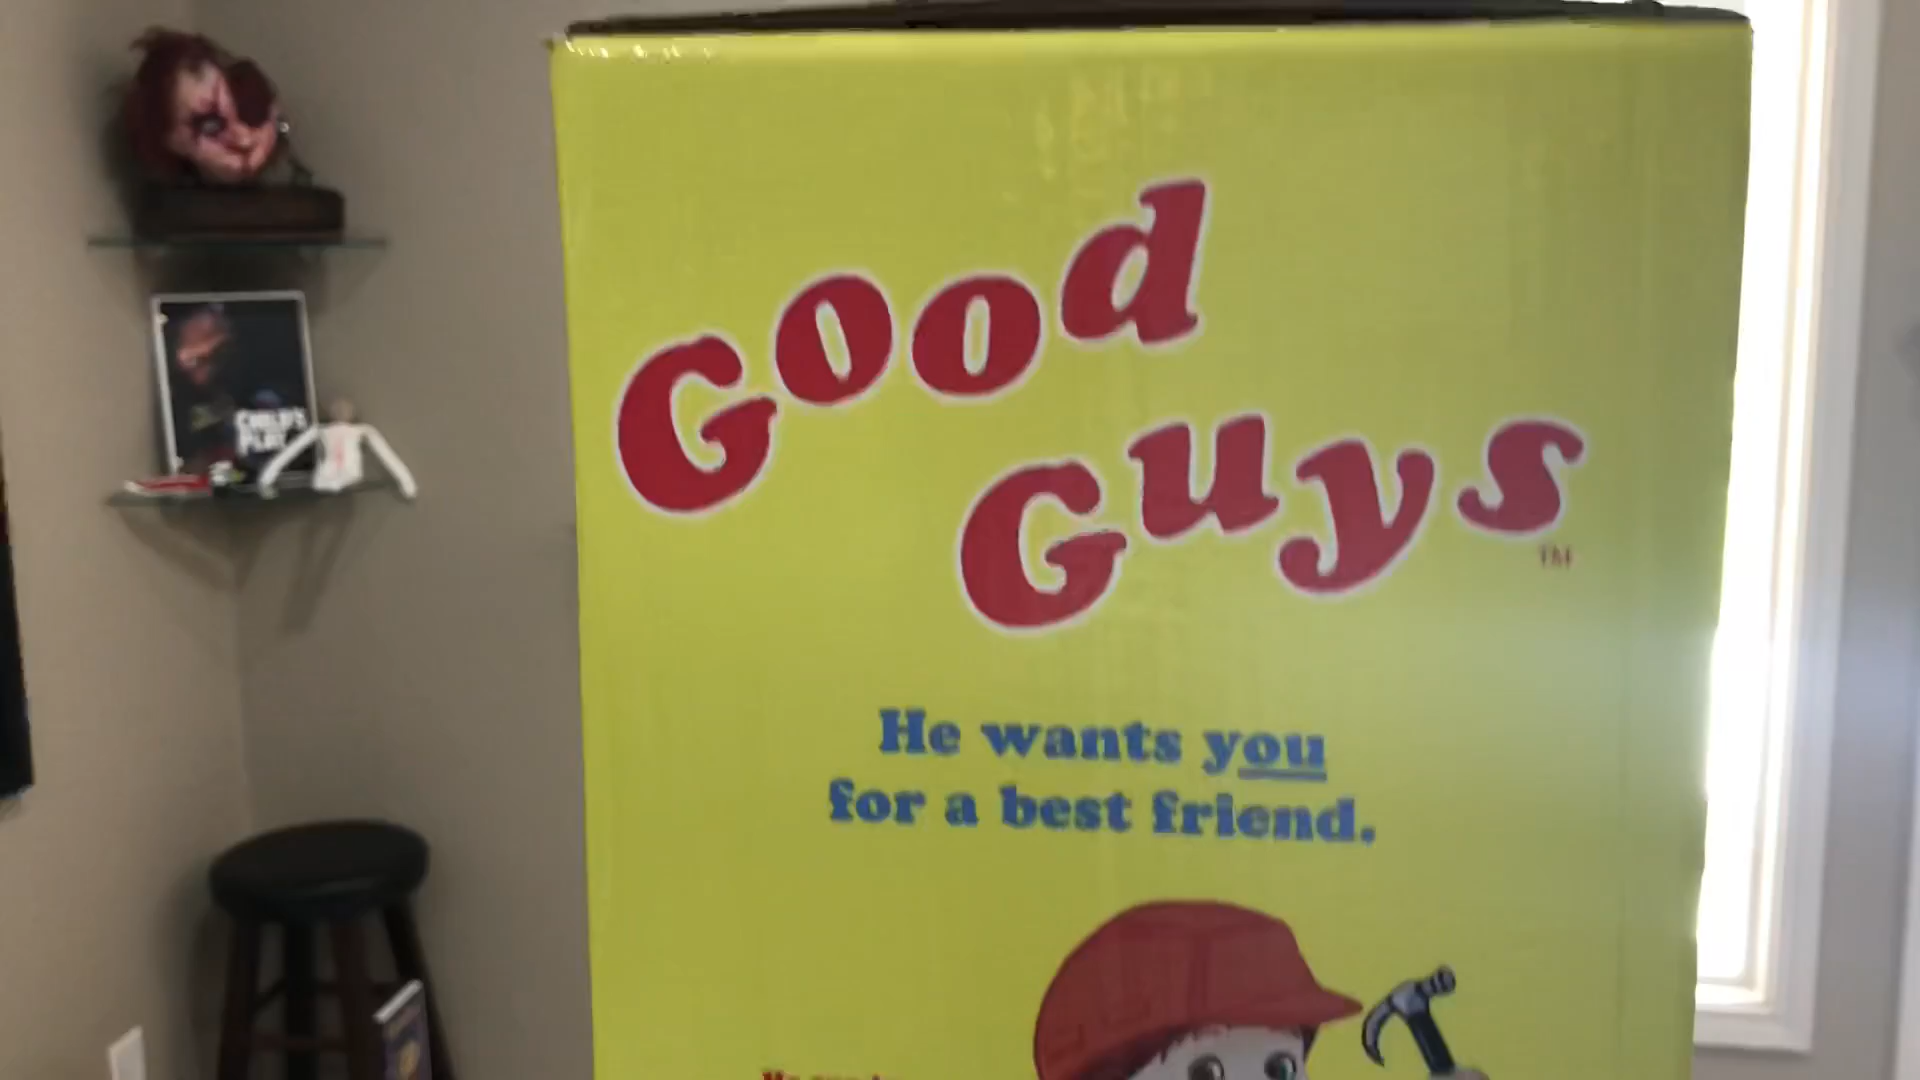 Good
Guys
TM
He wants you
for a best friend.
CHILD'S
PLAY